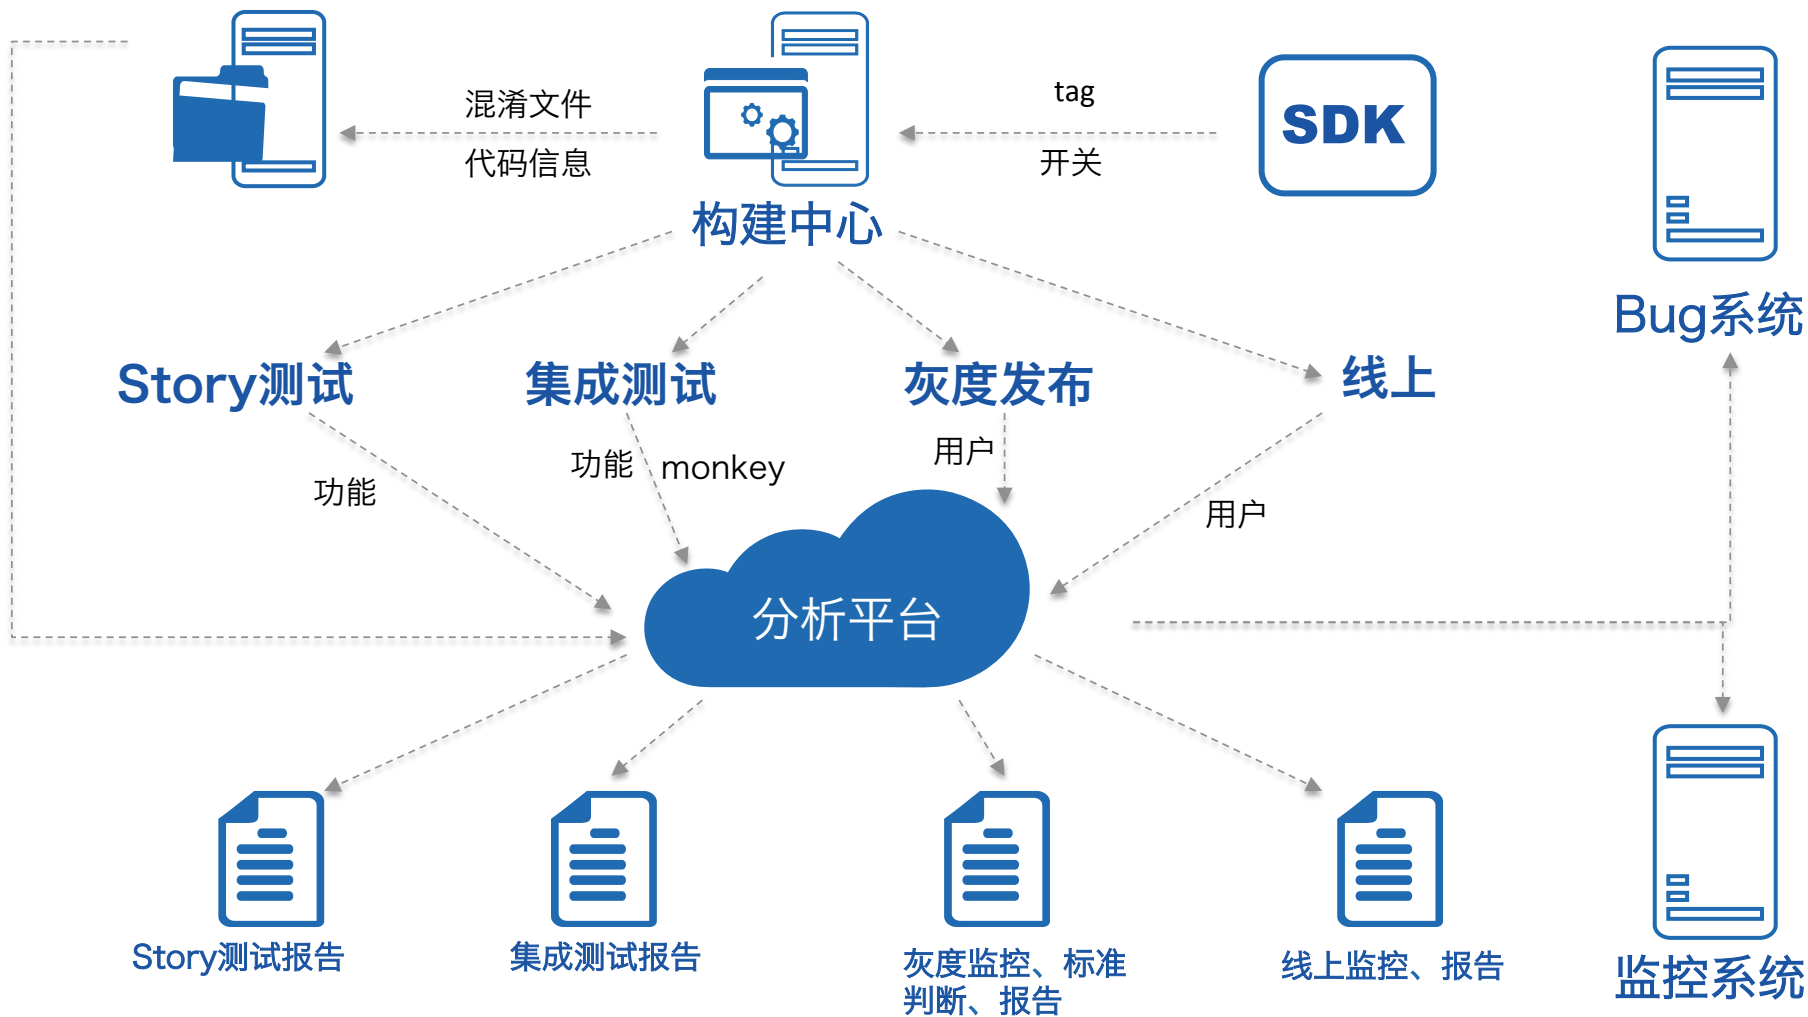 混淆文件
代码信息
tag
开关
SDK
构建中心
Bug系统
Story测试
集成测试
灰度发布
线上
功能
功能
monkey
用户
用户
分析平台
Story测试报告
集成测试报告
灰度监控、标准
判断、报告
线上监控、报告
监控系统